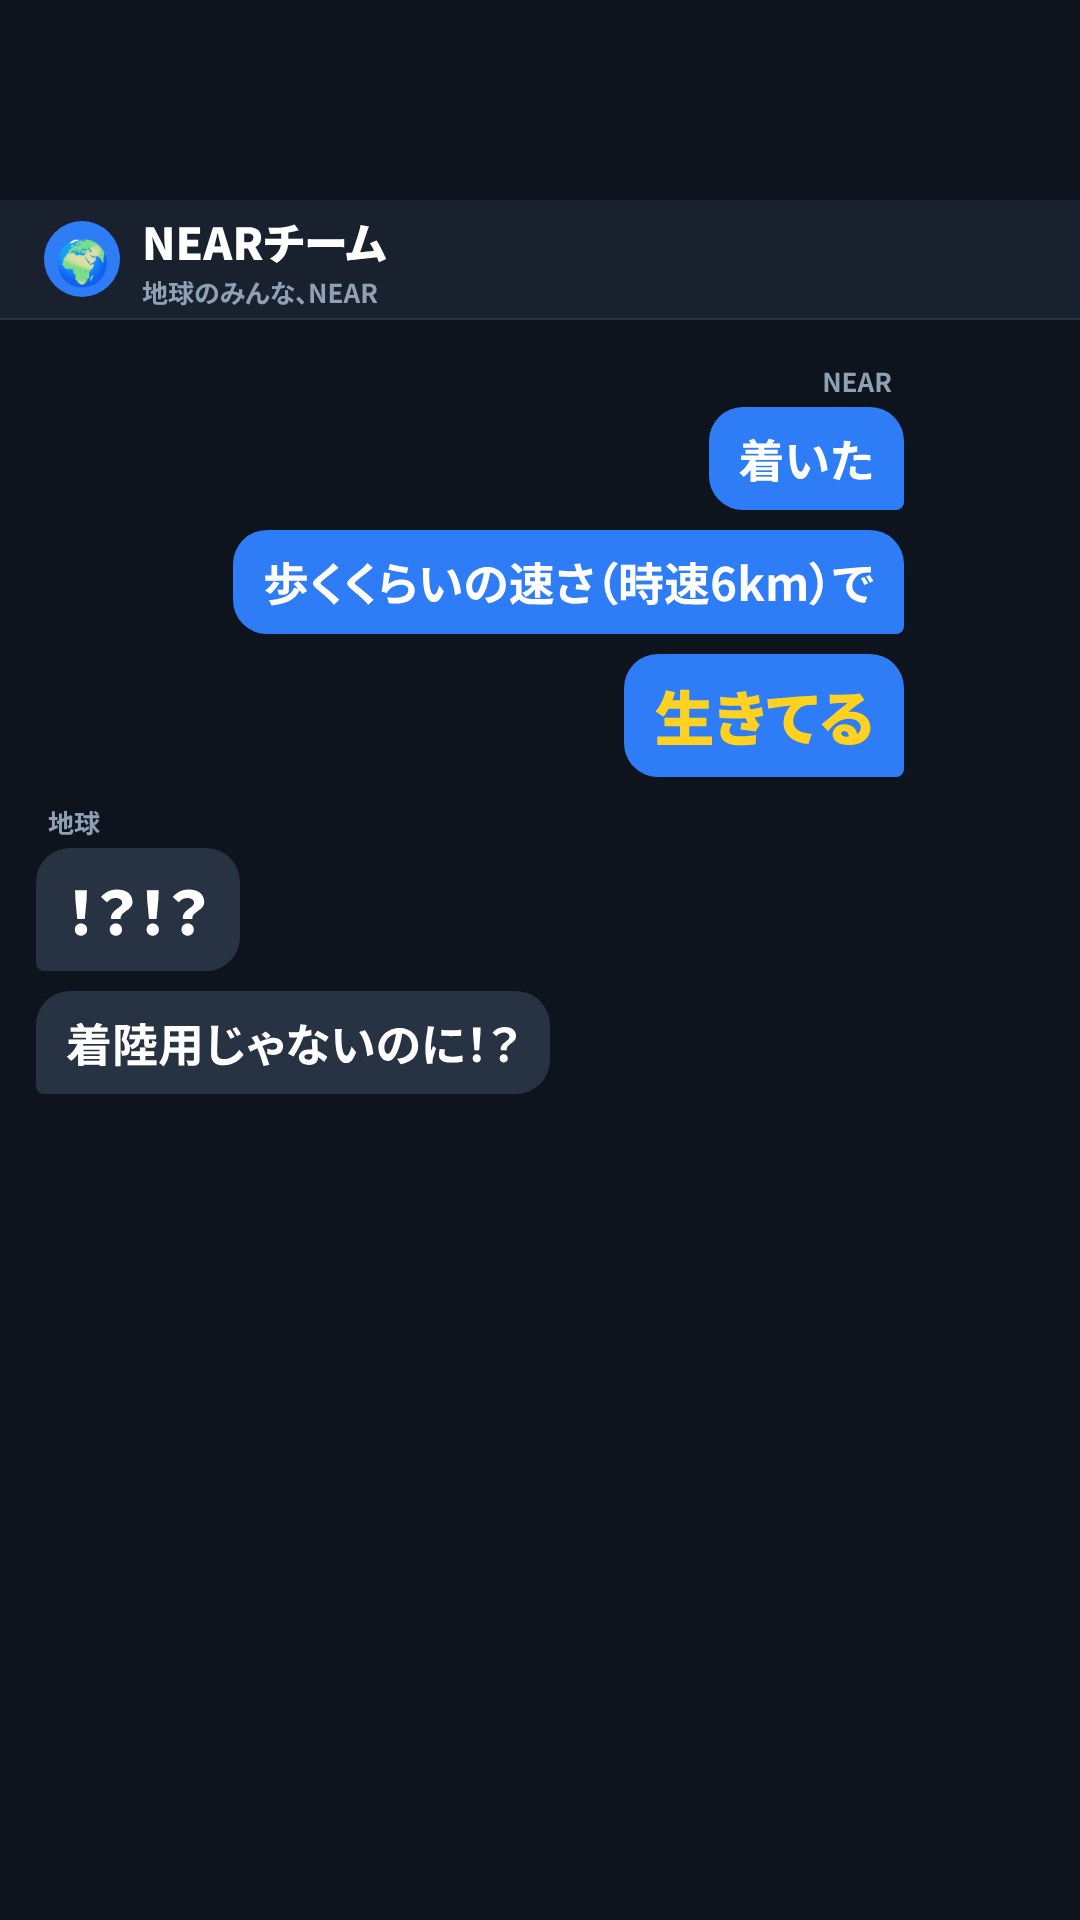 NEARチーム
地球のみんな、NEAR
NEAR
着いた
歩くくらいの速さ（時速6km）で
生きてる
地球
！？！？
着陸用じゃないのに！？